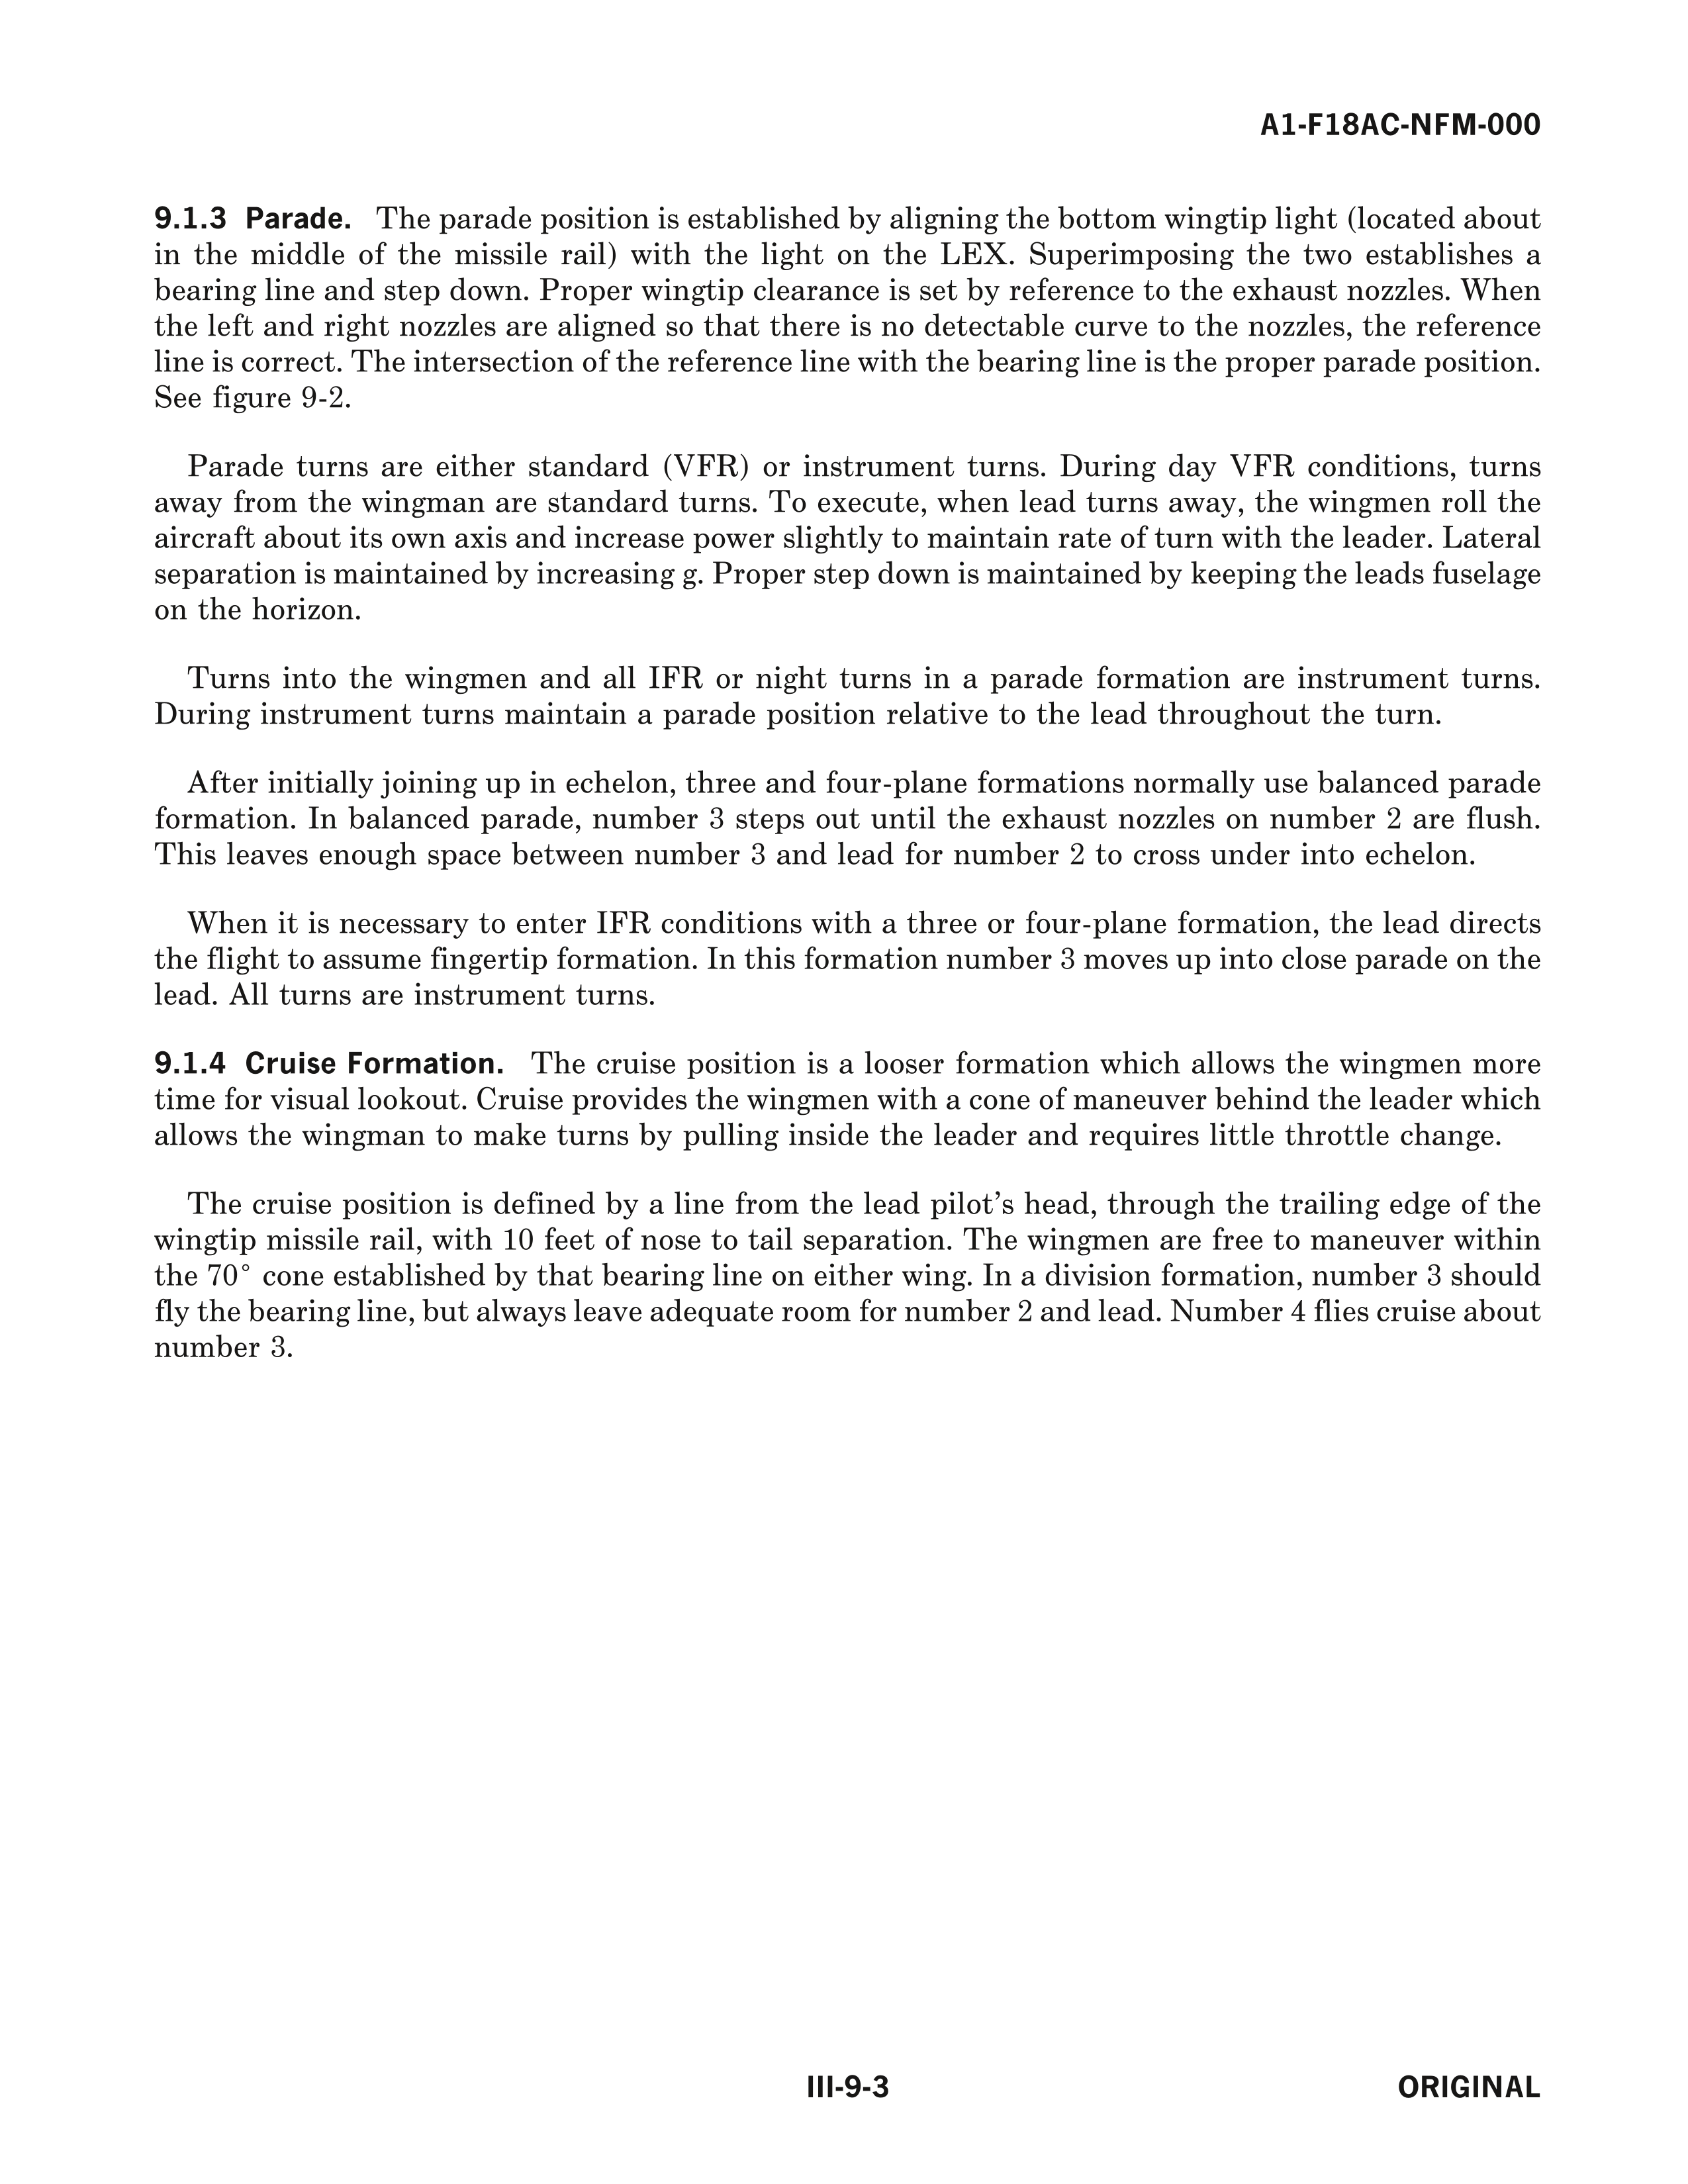 A1-F18AC-NFM-000
9.1.3 Parade. The parade position is established by aligning the bottom wingtip light (located about
in the middle of the missile rail) with the light on the LEX. Superimposing the two establishes a
bearing line and step down. Proper wingtip clearance is set by reference to the exhaust nozzles. When
the left and right nozzles are aligned so that there is no detectable curve to the nozzles, the reference
line is correct. The intersection of the reference line with the bearing line is the proper parade position.
See figure 9-2.
Parade turns are either standard (VFR) or instrument turns. During day VFR conditions, turns
away from the wingman are standard turns. To execute, when lead turns away, the wingmen roll the
aircraft about its own axis and increase power slightly to maintain rate of turn with the leader. Lateral
separation is maintained by increasing g. Proper step down is maintained by keeping the leads fuselage
on the horizon.
Turns into the wingmen and all IFR or night turns in a parade formation are instrument turns.
During instrument turns maintain a parade position relative to the lead throughout the turn.
After initially joining up in echelon, three and four-plane formations normally use balanced parade
formation. In balanced parade, number 3 steps out until the exhaust nozzles on number 2 are flush.
This leaves enough space between number 3 and lead for number 2 to cross under into echelon.
When it is necessary to enter IFR conditions with a three or four-plane formation, the lead directs
the flight to assume fingertip formation. In this formation number 3 moves up into close parade on the
lead. All turns are instrument turns.
9.1.4 Cruise Formation. The cruise position is a looser formation which allows the wingmen more
time for visual lookout. Cruise provides the wingmen with a cone of maneuver behind the leader which
allows the wingman to make turns by pulling inside the leader and requires little throttle change.
The cruise position is defined by a line from the lead pilot’s head, through the trailing edge of the
wingtip missile rail, with 10 feet of nose to tail separation. The wingmen are free to maneuver within
the 70° cone established by that bearing line on either wing. In a division formation, number 3 should
fly the bearing line, but always leave adequate room for number 2 and lead. Number 4 flies cruise about
number 3.
III-9-3
ORIGINAL